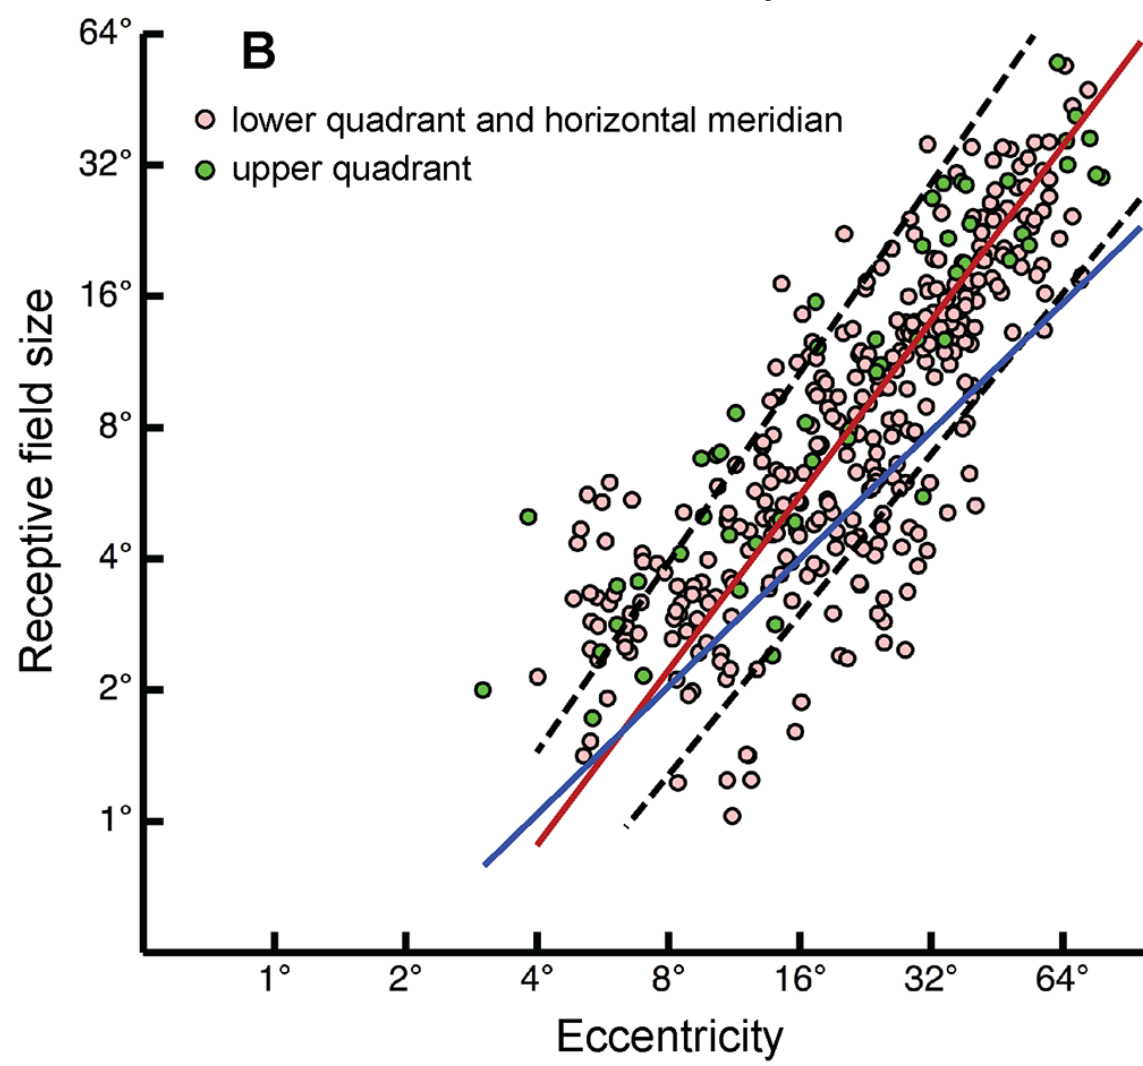 B
lower quadrant and horizontal meridian
upper quadrant
64°
32°
16°
8°
4°
2°
1°
Receptive field size
1° 2° 4° 8° 16° 32° 64°
Eccentricity